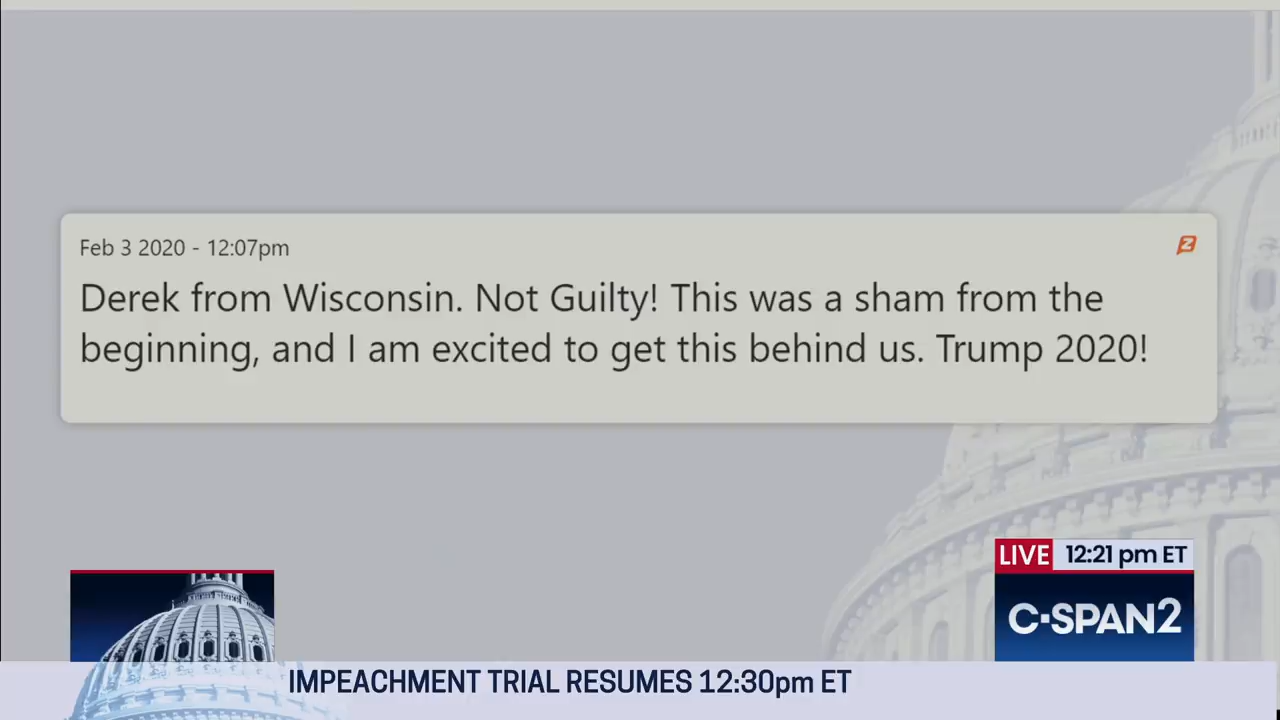 Feb 3 2020 - 12:07pm
Derek from Wisconsin. Not Guilty! This was a sham from the
beginning, and I am excited to get this behind us. Trump 2020!
LIVE 12:21 pm ET
C-SPAN2
IMPEACHMENT TRIAL RESUMES 12:30pm ET